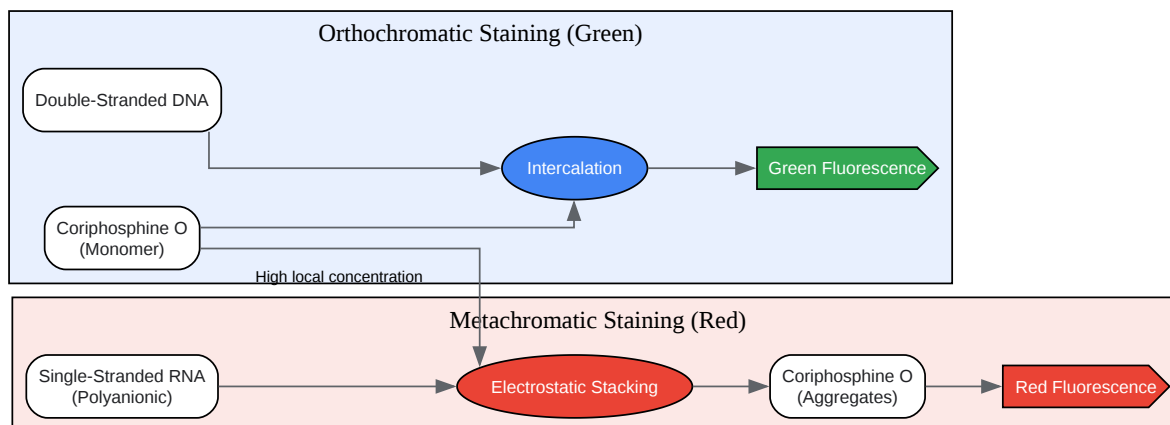 Orthochromatic Staining (Green)
Double-Stranded DNA
Intercalation
Green Fluorescence
Coriphosphine O
(Monomer)
High local concentration
Metachromatic Staining (Red)
Single-Stranded RNA
(Polyanionic)
Electrostatic Stacking
Coriphosphine O
(Aggregates)
Red Fluorescence